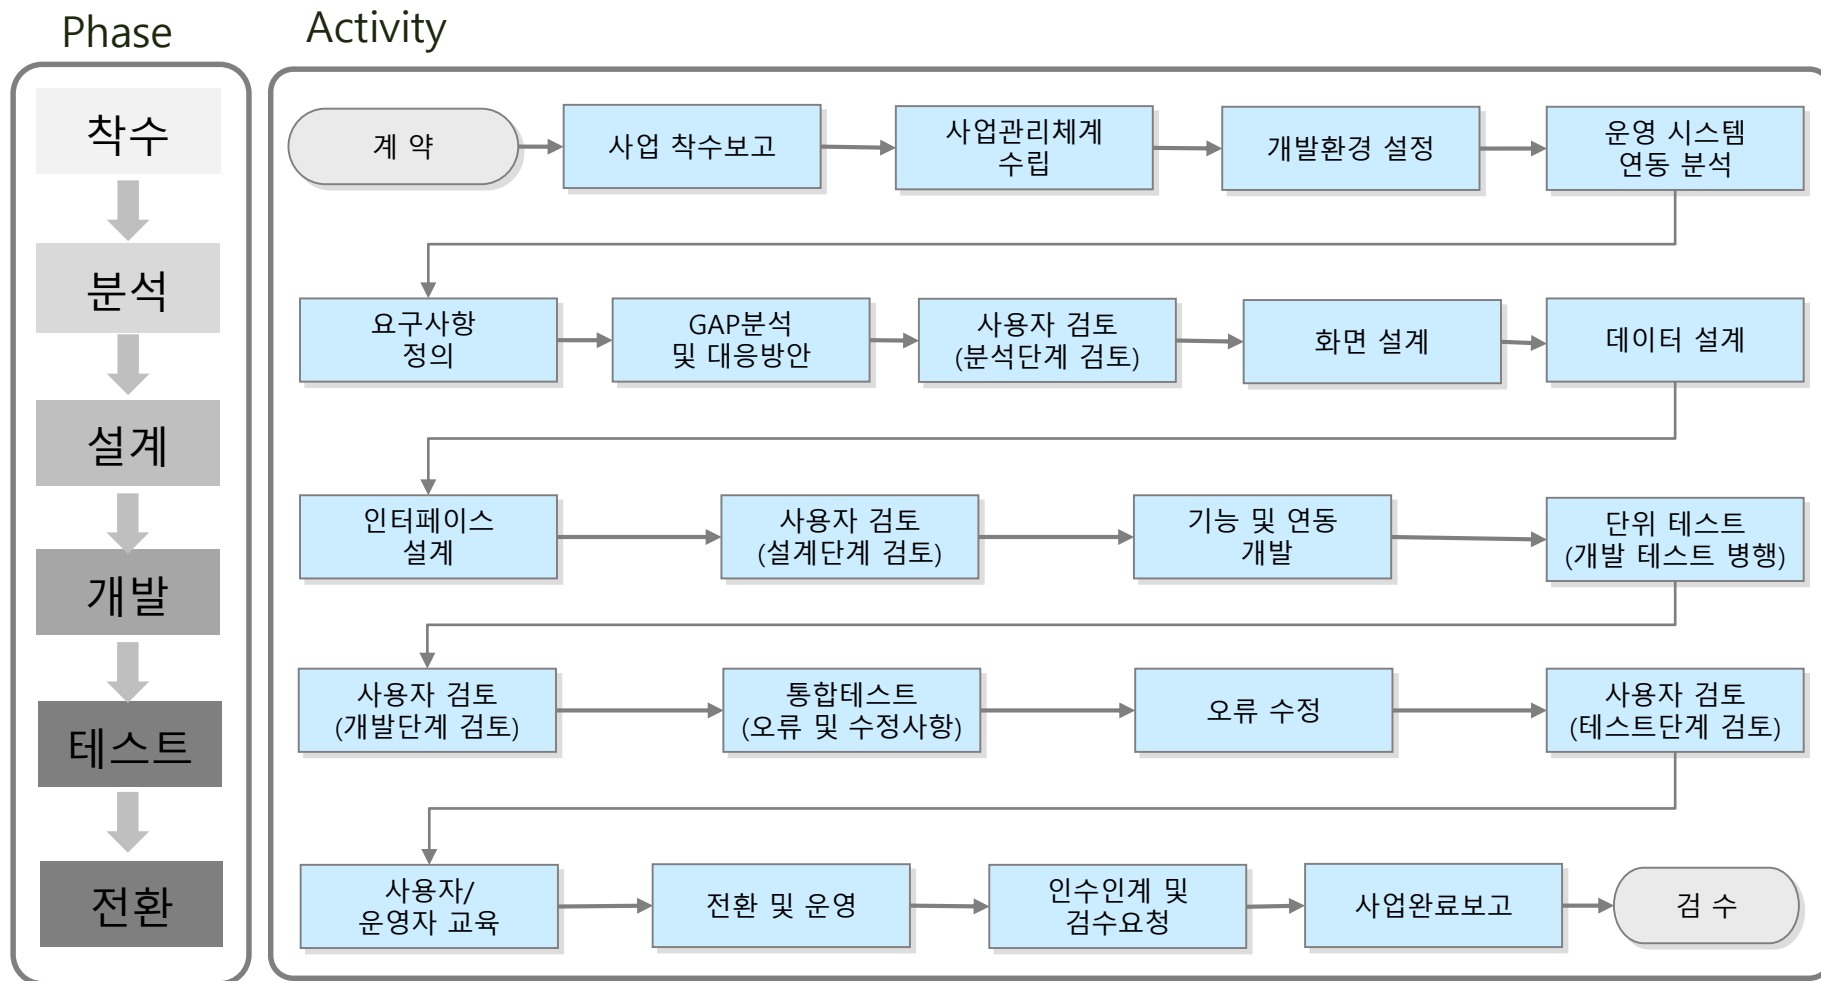 Phase
Activity
착수
분석
설계
개발
테스트
전환
계 약
사업 착수보고
사업관리체계
수립
개발환경 설정
운영 시스템
연동 분석
요구사항
정의
GAP분석
및 대응방안
사용자 검토
(분석단계 검토)
화면 설계
데이터 설계
인터페이스
설계
사용자 검토
(설계단계 검토)
기능 및 연동
개발
단위 테스트
(개발 테스트 병행)
사용자 검토
(개발단계 검토)
통합테스트
(오류 및 수정사항)
오류 수정
사용자 검토
(테스트단계 검토)
사용자/
운영자 교육
전환 및 운영
인수인계 및
검수요청
사업완료보고
검 수